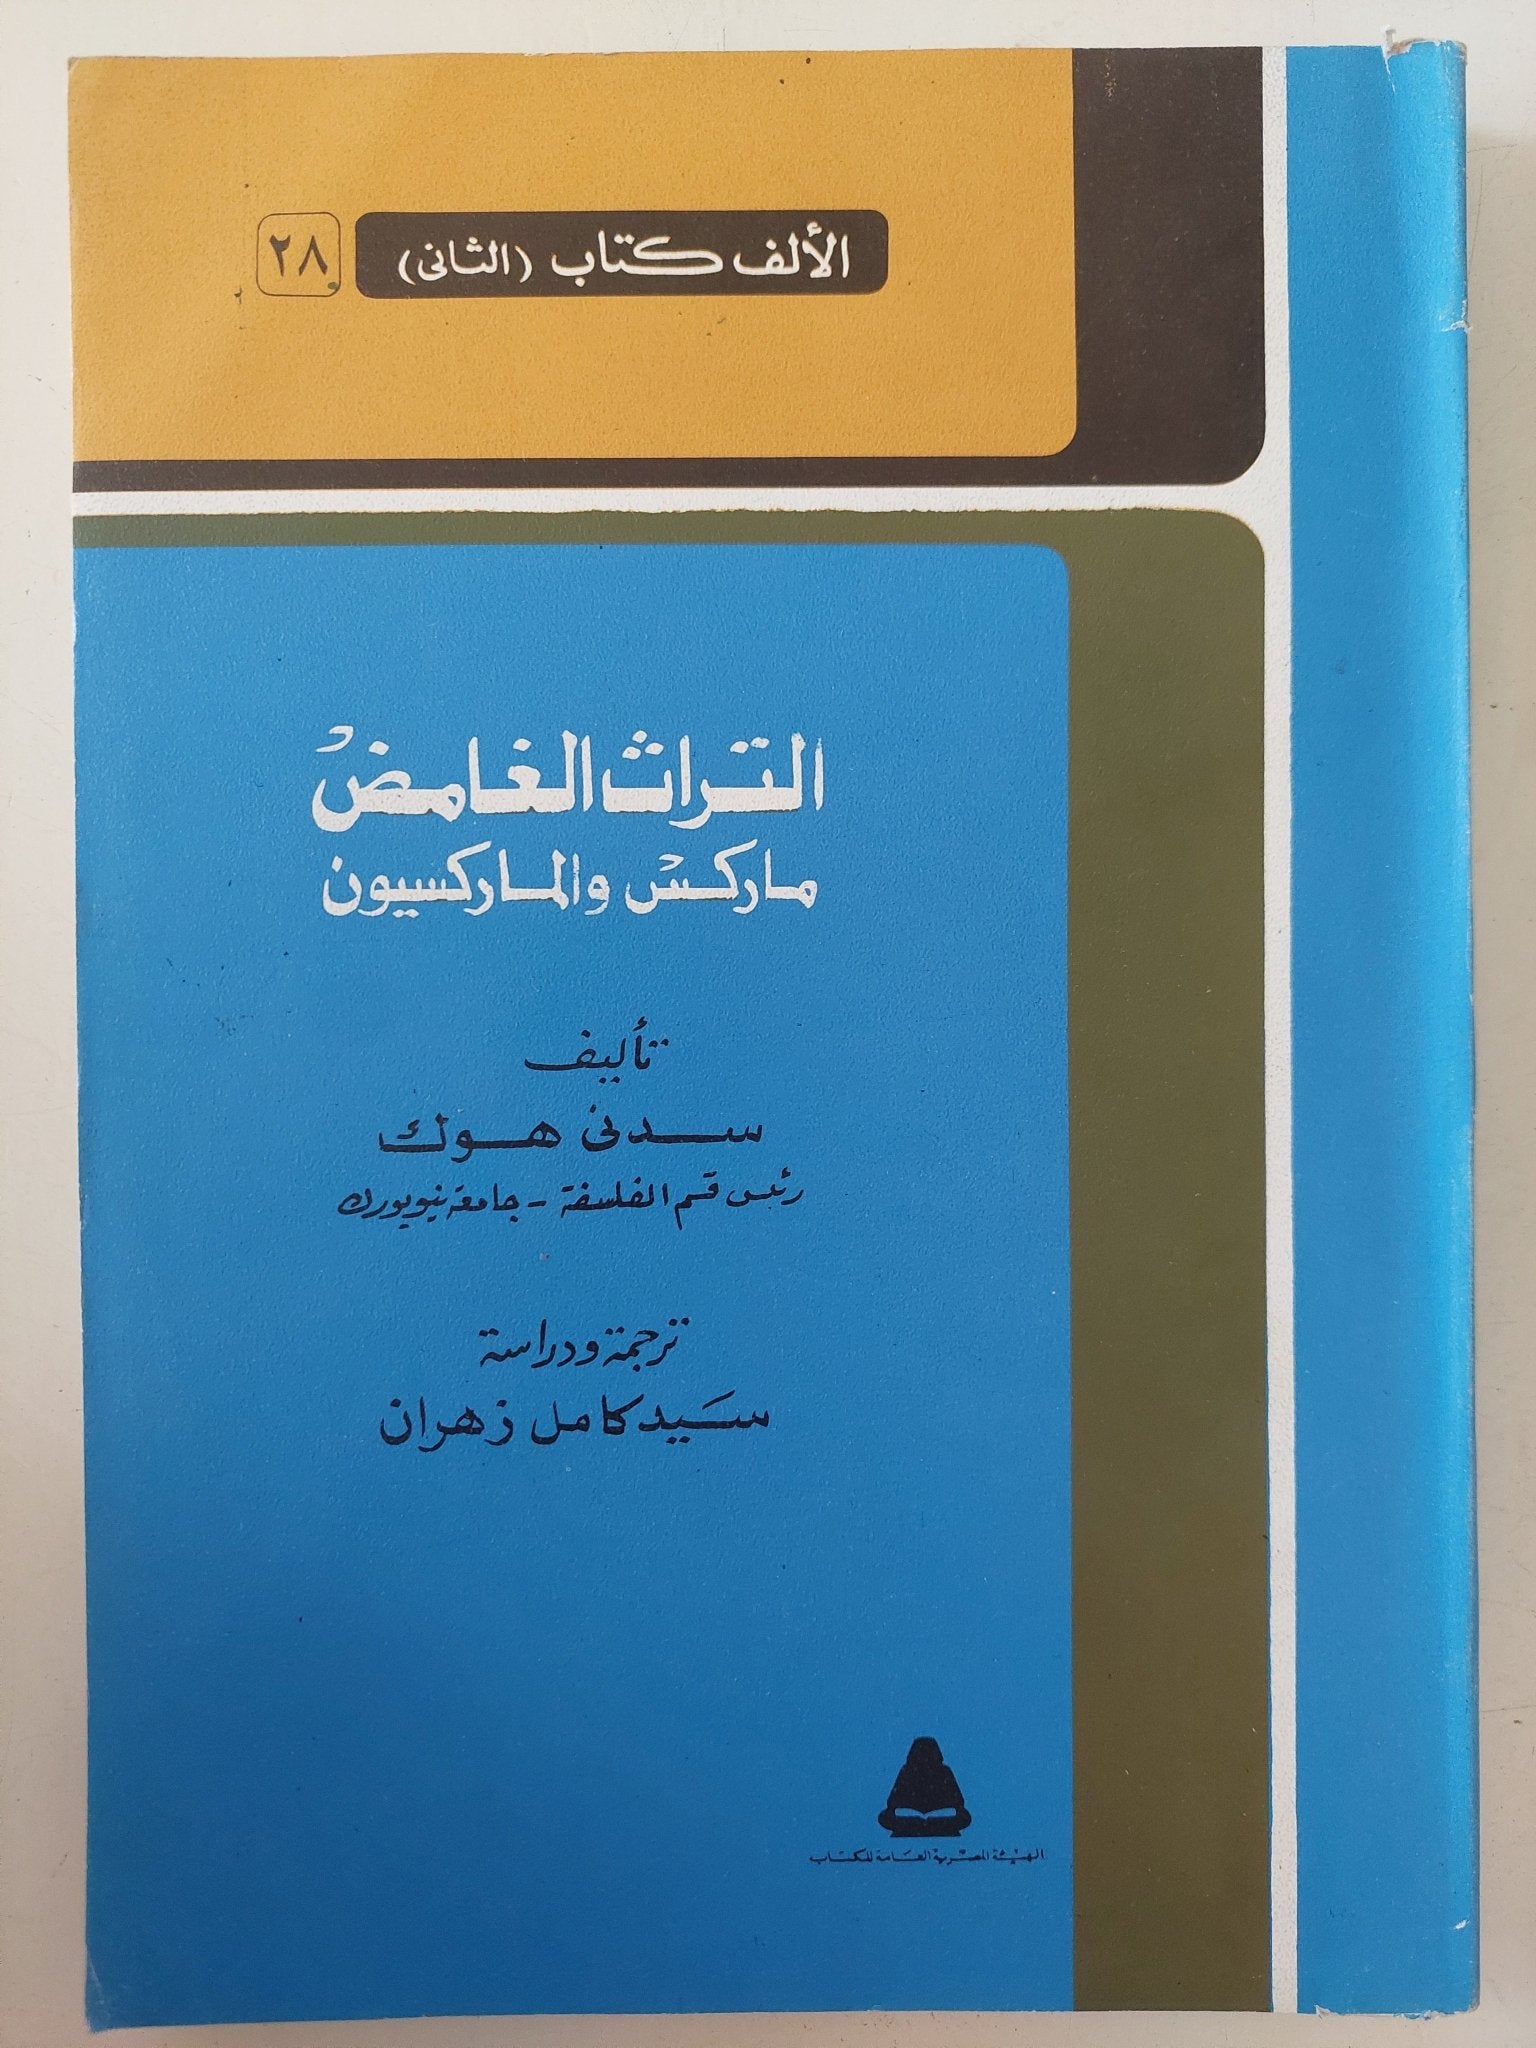 الألف كتاب (الثانى) ٢٨
التراث الغامض
ماركس والماركسيون
تأليف
سدنى هوك
رئيس قسم الفلسفة - جامعة نيويورك
ترجمة ودراسة
سيد كامل زهران
الهيئة المصرية العامة للكتاب